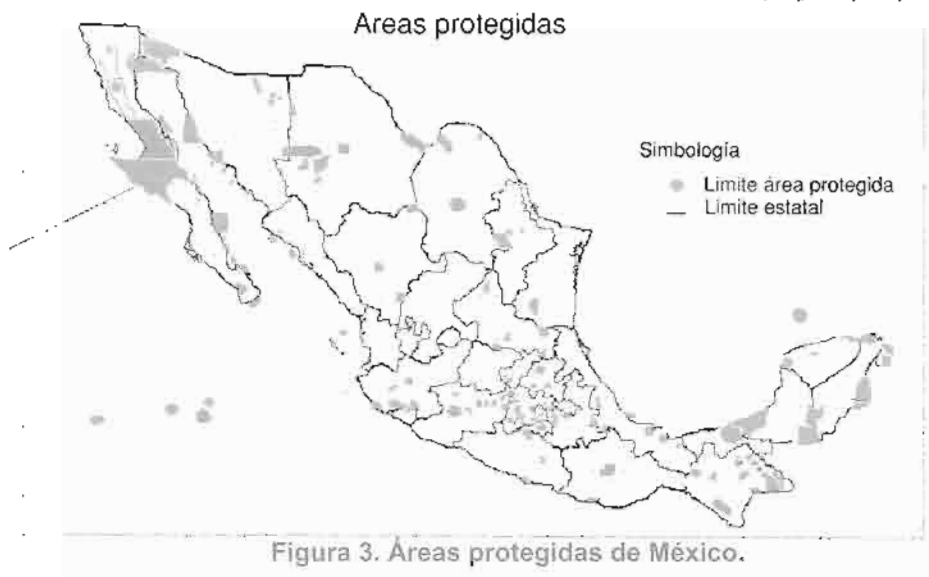 Areas protegidas
Simbología
Limite área protegida
Limite estatal
Figura 3. Áreas protegidas de México.